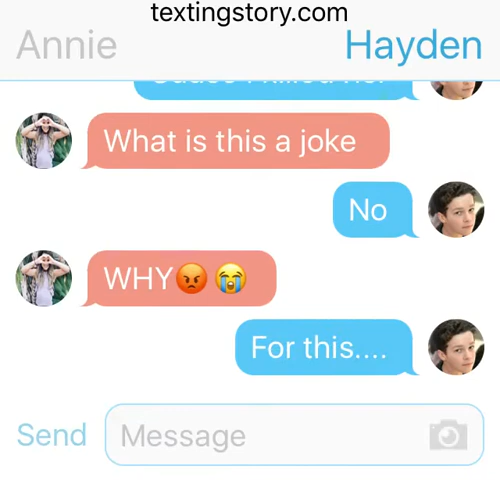 textingstory.com
Annie
Hayden
What is this a joke
No
WHY😡😭
For this....
Send
Message